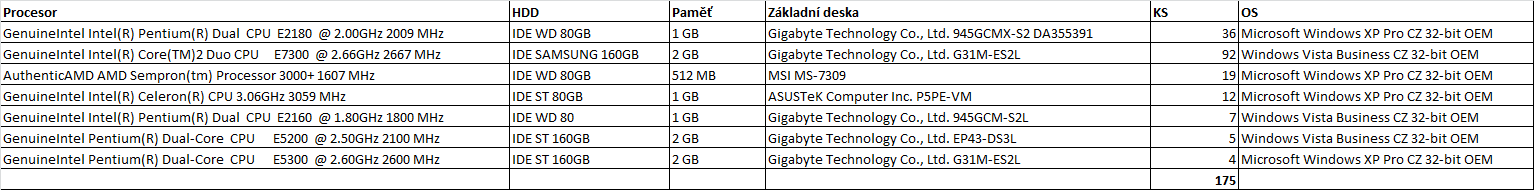 Procesor HDD Paměť Základní deska KS OS
GenuineIntel Intel(R) Pentium(R) Dual CPU E2180 @ 2.00GHz 2009 MHz IDE WD 80GB 1 GB Gigabyte Technology Co., Ltd. 945GCMX-S2 DA355391 36 Microsoft Windows XP Pro CZ 32-bit OEM
GenuineIntel Intel(R) Core(TM)2 Duo CPU E7300 @ 2.66GHz 2667 MHz IDE SAMSUNG 160GB 2 GB Gigabyte Technology Co., Ltd. G31M-ES2L 92 Windows Vista Business CZ 32-bit OEM
AuthenticAMD AMD Sempron(tm) Processor 3000+ 1607 MHz IDE WD 80GB 512 MB MSI MS-7309 19 Microsoft Windows XP Pro CZ 32-bit OEM
GenuineIntel Intel(R) Celeron(R) CPU 3.06GHz 3059 MHz IDE ST 80GB 1 GB ASUSTeK Computer Inc. P5PE-VM 12 Microsoft Windows XP Pro CZ 32-bit OEM
GenuineIntel Intel(R) Pentium(R) Dual CPU E2160 @ 1.80GHz 1800 MHz IDE WD 80 1 GB Gigabyte Technology Co., Ltd. 945GCM-S2L 7 Windows Vista Business CZ 32-bit OEM
GenuineIntel Pentium(R) Dual-Core CPU E5200 @ 2.50GHz 2100 MHz IDE ST 160GB 2 GB Gigabyte Technology Co., Ltd. EP43-DS3L 5 Windows Vista Business CZ 32-bit OEM
GenuineIntel Pentium(R) Dual-Core CPU E5300 @ 2.60GHz 2600 MHz IDE ST 160GB 2 GB Gigabyte Technology Co., Ltd. G31M-ES2L 4 Microsoft Windows XP Pro CZ 32-bit OEM
175